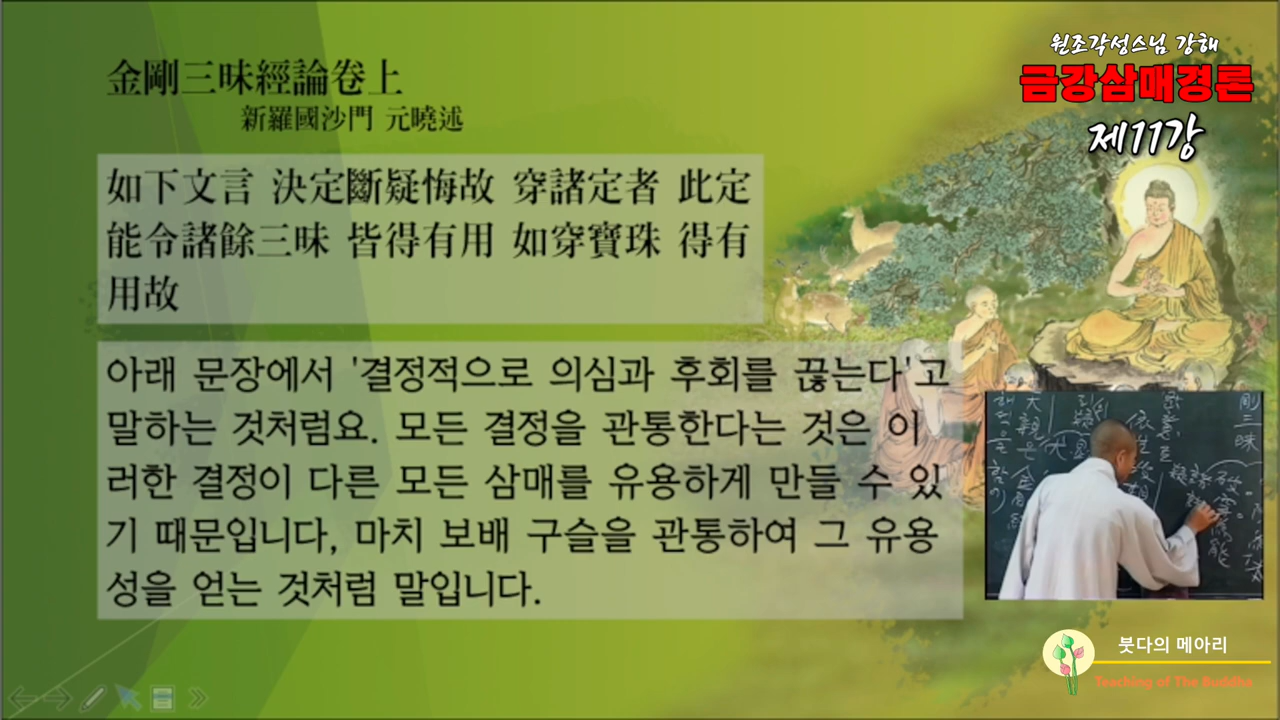 金剛三昧經論卷上
新羅國沙門 元曉述
如下文言 決定斷疑悔故 穿諸定者 此定
能令諸餘三昧 皆得有用 如穿寶珠 得有
用故
아래 문장에서 '결정적으로 의심과 후회를 끊는다'고
말하는 것처럼요. 모든 결정을 관통한다는 것은 이
러한 결정이 다른 모든 삼매를 유용하게 만들 수 있
기 때문입니다, 마치 보배 구슬을 관통하여 그 유용
성을 얻는 것처럼 말입니다.
원조각성스님 강해
금강삼매경론
제11강
剛三昧
붓다의 메아리
Teaching of The Buddha